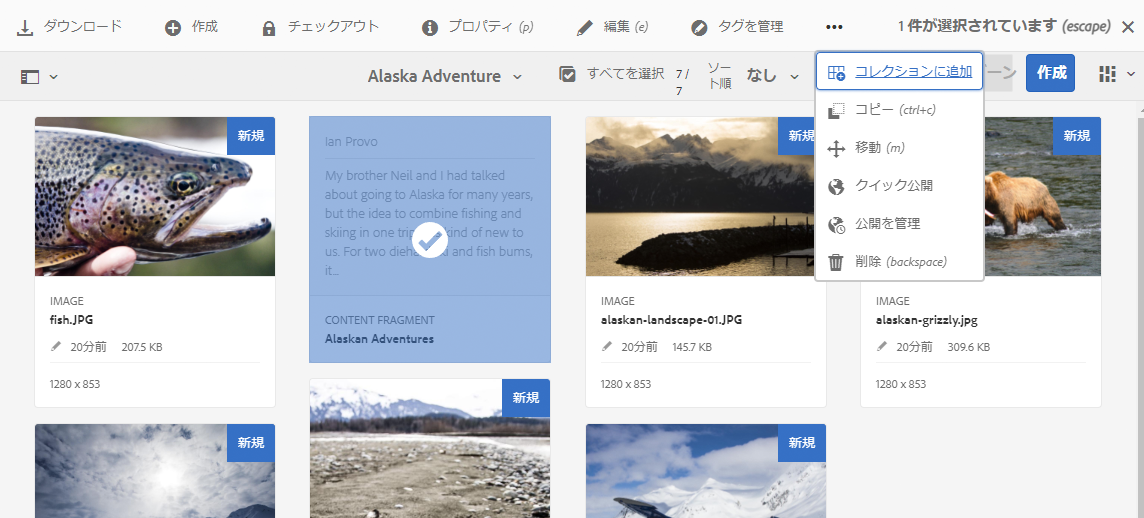 ダウンロード
作成
チェックアウト
プロパティ (p)
編集 (e)
タグを管理
•••
1 件が選択されています (escape)
Alaska Adventure
すべてを選択
7 /
7
ソー
ト順
なし
ーン
作成
コレクションに追加
コピー (ctrl+c)
移動 (m)
クイック公開
公開を管理
削除 (backspace)
新規
IMAGE
fish.JPG
20分前 207.5 KB
1280 x 853
Ian Provo
My brother Neil and I had talked
about going to Alaska for many years,
but the idea to combine fishing and
skiing in one trip kind of new to
us. For two and fish bums,
it...
CONTENT FRAGMENT
Alaskan Adventures
新規
IMAGE
alaskan-landscape-01.JPG
20分前 145.7 KB
1280 x 853
新規
IMAGE
alaskan-grizzly.jpg
20分前 309.6 KB
1280 x 853
新規
新規
新規